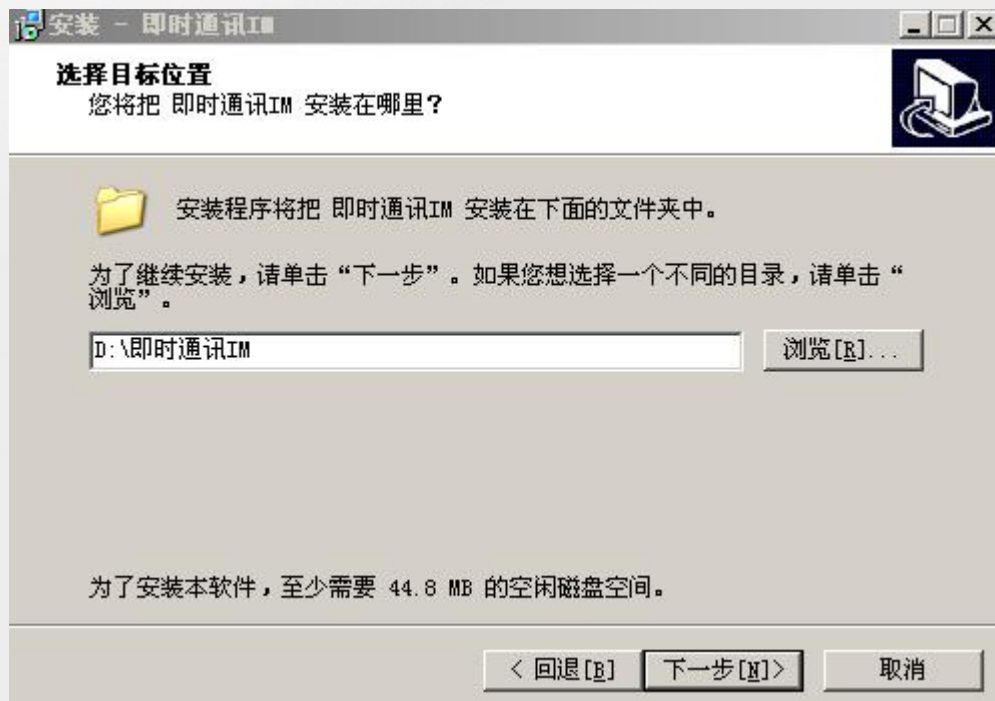 安装 - 即时通讯IM
选择目标位置
您将把 即时通讯IM 安装在哪里?
安装程序将把 即时通讯IM 安装在下面的文件夹中。
为了继续安装,请单击“下一步”。如果您想选择一个不同的目录,请单击“
浏览”。
D:\即时通讯IM
浏览[R]...
为了安装本软件,至少需要 44.8 MB 的空闲磁盘空间。
< 回退[B]
下一步[N]>
取消